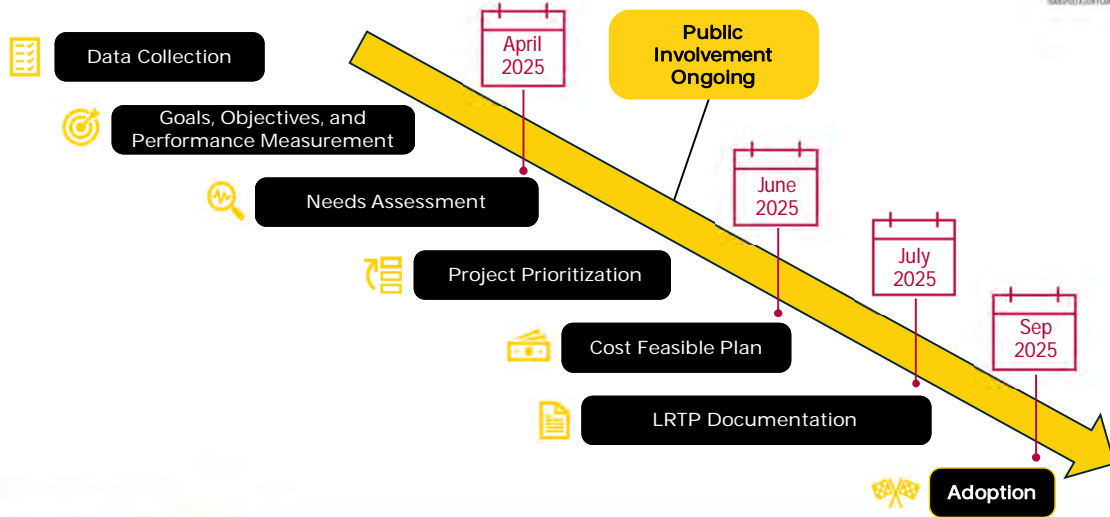 Data Collection
April
2025
Public
Involvement
Ongoing
Goals, Objectives, and
Performance Measurement
Needs Assessment
June
2025
Project Prioritization
July
2025
Cost Feasible Plan
Sep
2025
LRTP Documentation
Adoption